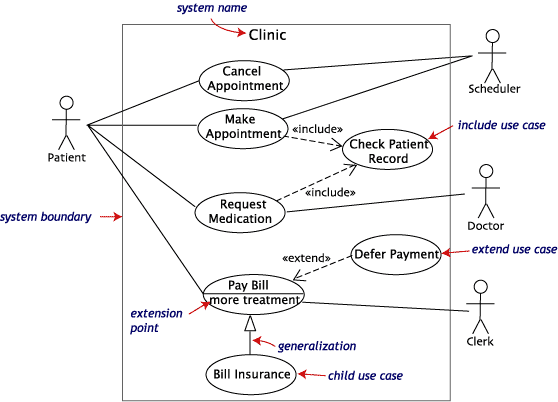 system name
Clinic
Cancel
Appointment
Scheduler
Make
Appointment
«include»
include use case
Patient
Check Patient
Record
«include»
Request
Medication
system boundary
Doctor
Defer Payment
extend use case
«extend»
Pay Bill
more treatment
extension
point
Clerk
generalization
Bill Insurance
child use case